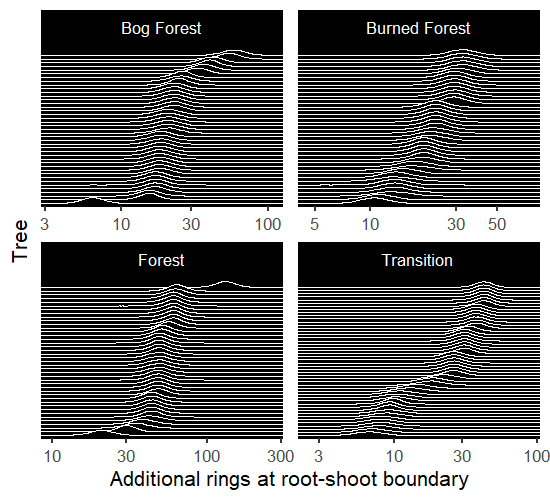 Bog Forest
Burned Forest
3 10 30 100
5 10 30 50
Tree
Forest
Transition
10 30 100 300
3 10 30 100
Additional rings at root-shoot boundary